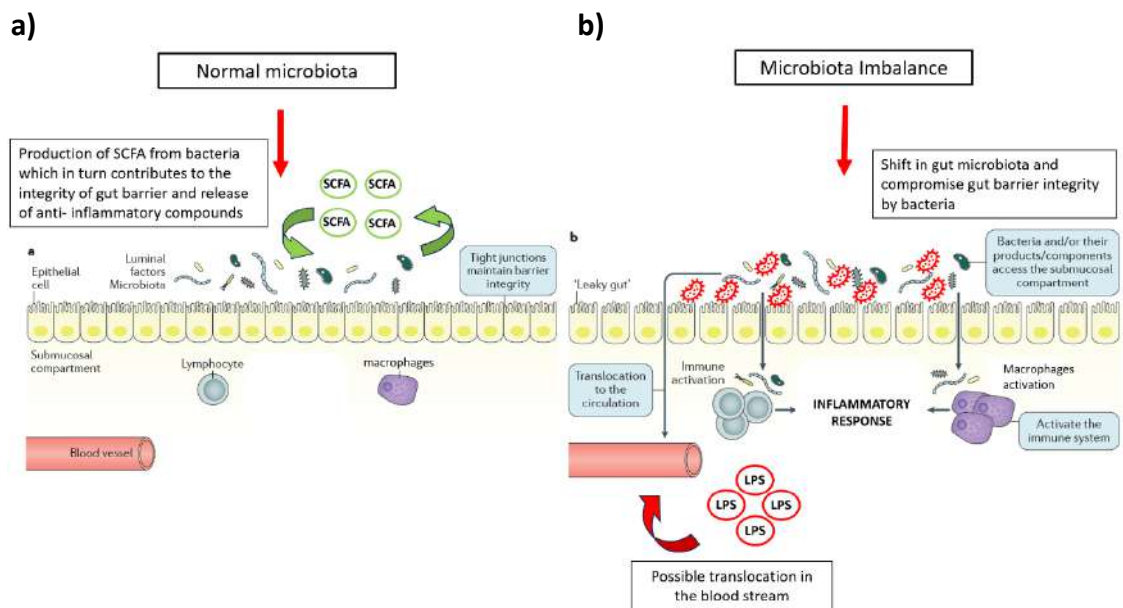 a)
Normal microbiota
Production of SCFA from bacteria
which in turn contributes to the
integrity of gut barrier and release
of anti- inflammatory compounds
SCFA
SCFA
SCFA
SCFA
a
Epithelial
cell
Luminal
factors
Microbiota
Tight junctions
maintain barrier
integrity
Submucosal
compartment
Lymphocyte
macrophages
Blood vessel
b)
Microbiota Imbalance
Shift in gut microbiota and
compromise gut barrier integrity
by bacteria
b
'Leaky gut'
Bacteria and/or their
products/components
access the submucosal
compartment
Translocation
to the
circulation
Immune
activation
INFLAMMATORY
RESPONSE
Macrophages
activation
Activate the
immune system
LPS
LPS
LPS
LPS
Possible translocation in
the blood stream